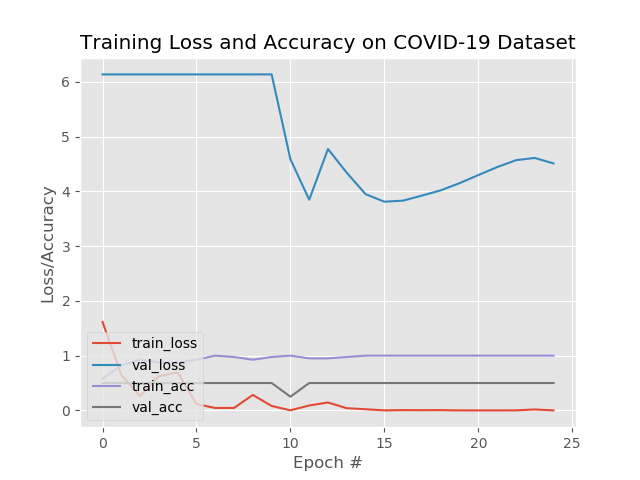 Training Loss and Accuracy on COVID-19 Dataset
Loss/Accuracy
6
5
4
3
2
1
0
train_loss
val_loss
train_acc
val_acc
0 5 10 15 20 25
Epoch #